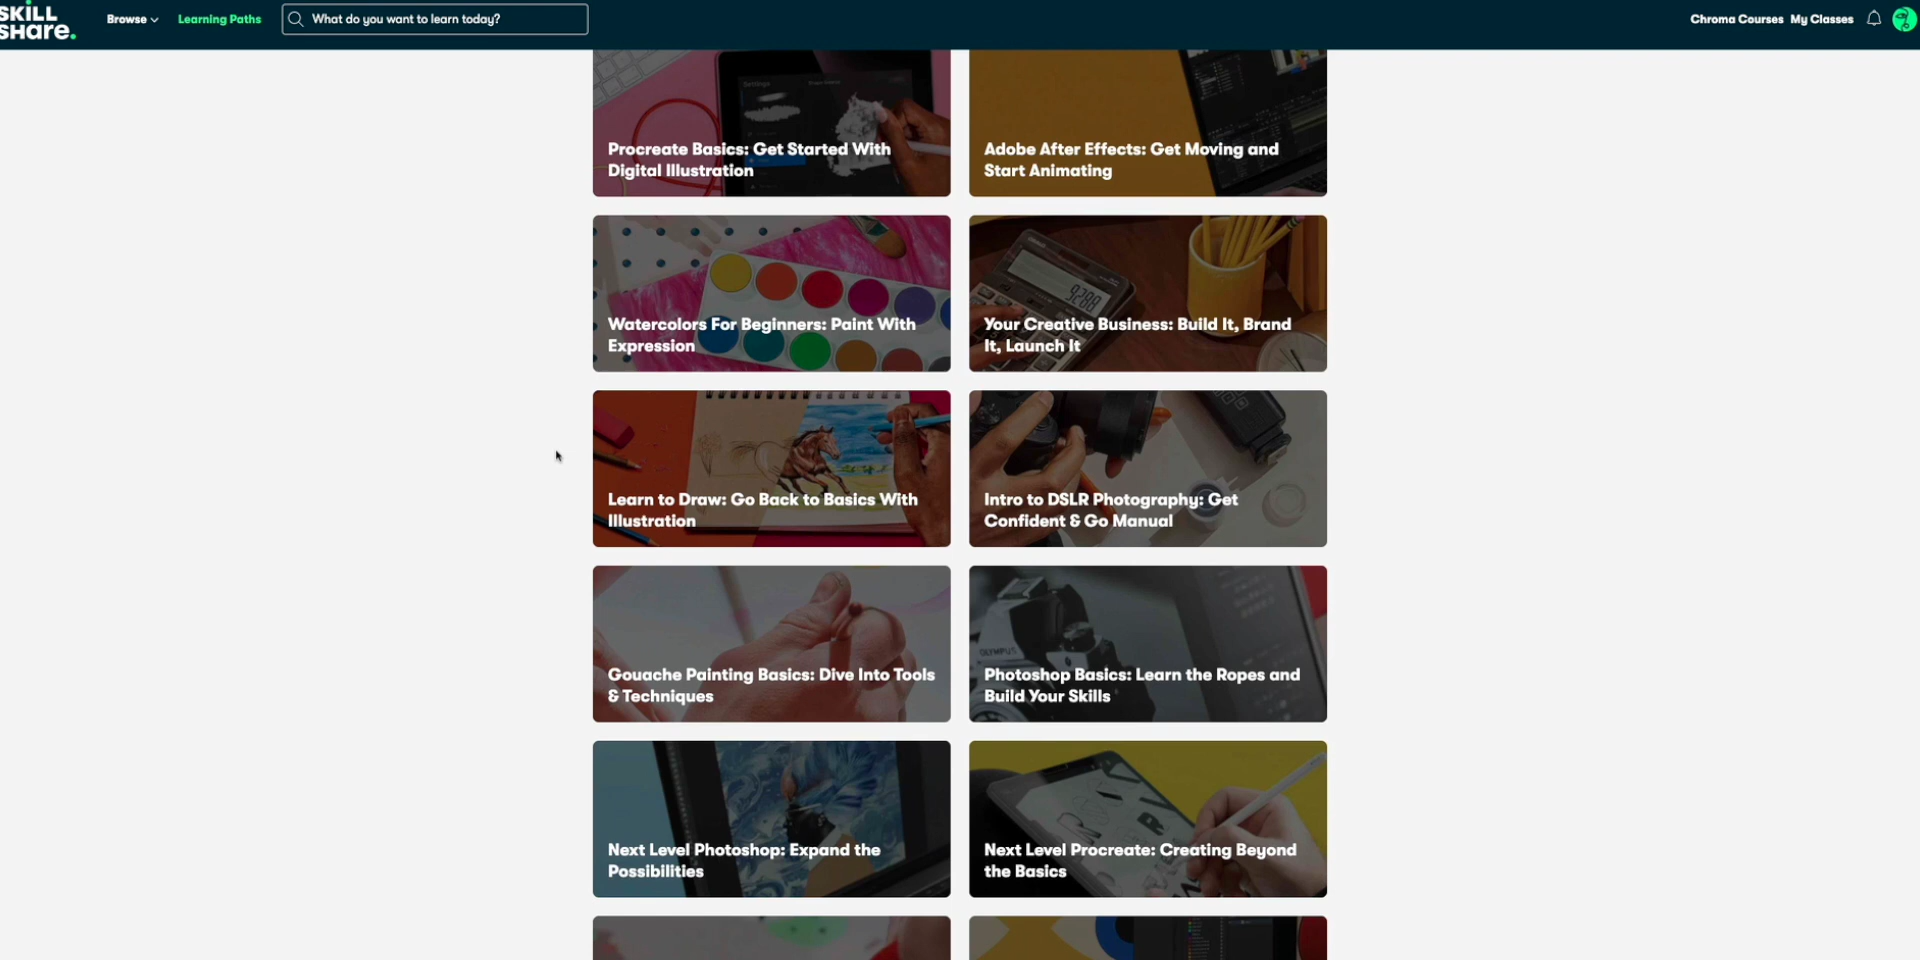 SKILL
SHARe.
Browse
Learning Paths
What do you want to learn today?
Chroma Courses
My Classes
Settings
Procreate Basics: Get Started With
Digital Illustration
Adobe After Effects: Get Moving and
Start Animating
Watercolors For Beginners: Paint With
Expression
9288
Your Creative Business: Build It, Brand
It, Launch It
Learn to Draw: Go Back to Basics With
Illustration
Intro to DSLR Photography: Get
Confident & Go Manual
Gouache Painting Basics: Dive Into Tools
& Techniques
OLYMPUS
Photoshop Basics: Learn the Ropes and
Build Your Skills
Next Level Photoshop: Expand the
Possibilities
Next Level Procreate: Creating Beyond
the Basics